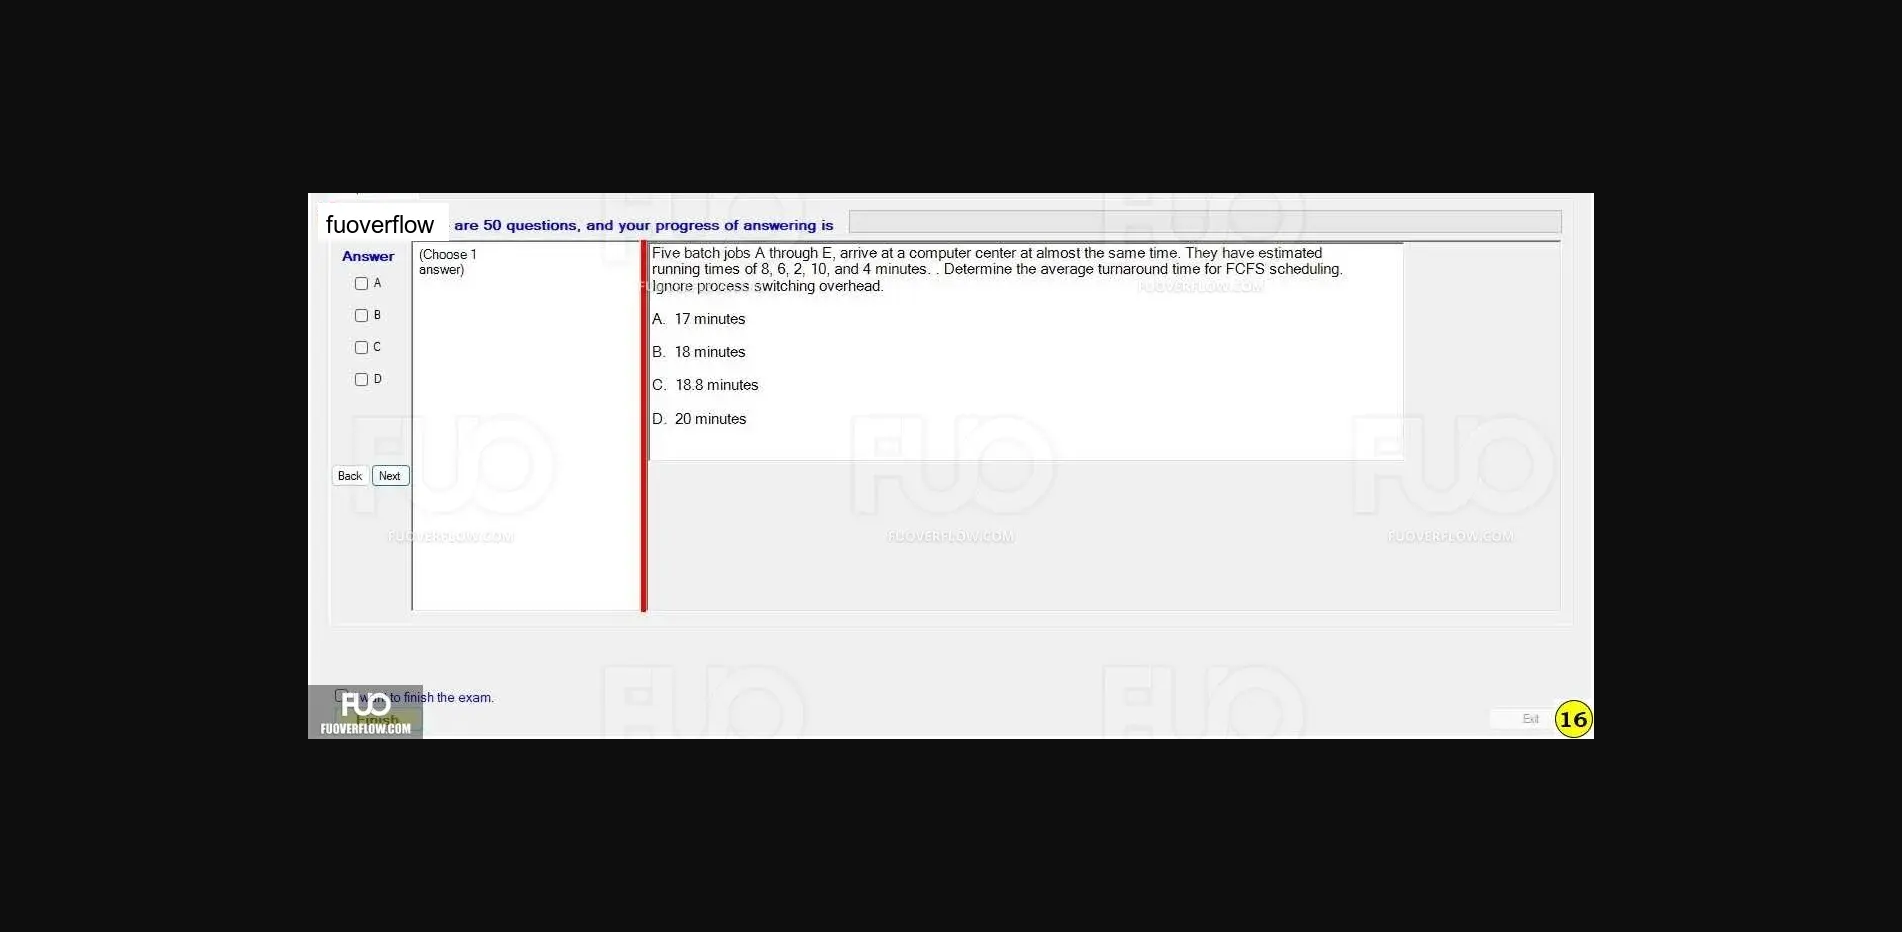 fuoverflow
are 50 questions, and your progress of answering is
Answer
(Choose 1
answer)
A
B
C
D
Back
Next
Five batch jobs A through E, arrive at a computer center at almost the same time. They have estimated
running times of 8, 6, 2, 10, and 4 minutes. . Determine the average turnaround time for FCFS scheduling.
Ignore process switching overhead.
A. 17 minutes
B. 18 minutes
C. 18.8 minutes
D. 20 minutes
FUO
FUOVERFLOW.COM
FUO
FUOVERFLOW.COM
FUO
FUOVERFLOW.COM
FUOVERFLOW.COM
want to finish the exam.
Finish
FUO
FUOVERFLOW.COM
Exit
16